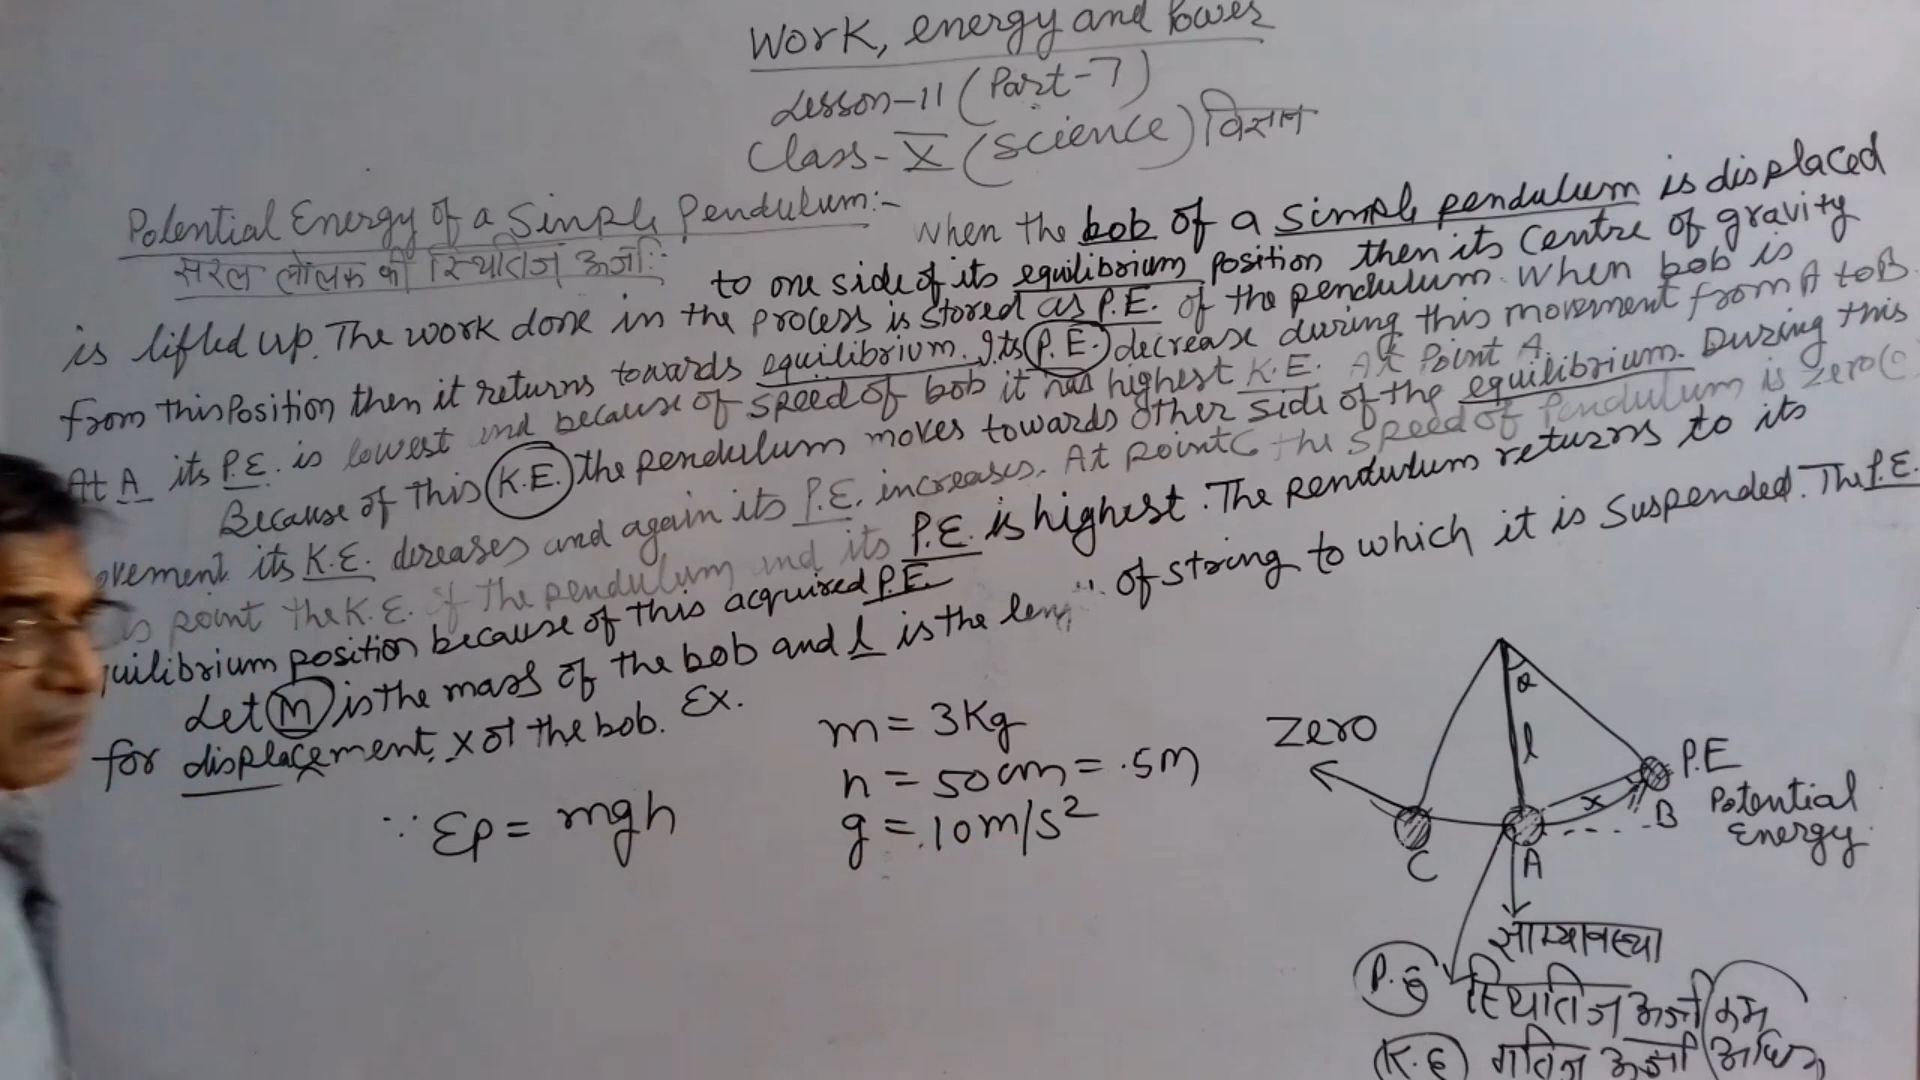 Work, energy and Power
Lesson-11 (Part-7)
Class-X (Science) विज्ञान
Potential Energy of a Simple Pendulum:-
सरल लोलक की स्थितिज ऊर्जा:-
When the bob of a simple pendulum is displaced
to one side of its equilibrium position then its centre of gravity
is lifted up. The work done in the process is stored as P.E. of the pendulum. When bob is
from this Position then it returns towards equilibrium. Its P.E. decrease during this movement from A to B
At A its P.E. is lowest and because of speed of bob it has highest K.E. At Point A
Because of this K.E. the pendulum moves towards other side of the equilibrium. During this
ovement its K.E. dereases and again its P.E. increases. At point C the speed of Pendulum is zero (0
is point the K.E. of the pendulum and its P.E. is highest. The Pendulum returns to its
quilibrium position because of this acquired P.E.
Let M is the mass of the bob and l is the len of string to which it is suspended. The P.E.
for displacement x of the bob. Ex.
m = 3Kg
h = 50cm = .5m
g = 10m/s²
∵ Ep = mgh
θ
l
Zero
x
P.E
Potential
Energy
B
C
A
साम्यावस्था
P.E स्थितिज ऊर्जा कम
K.E गतिज ऊर्जा अधिक